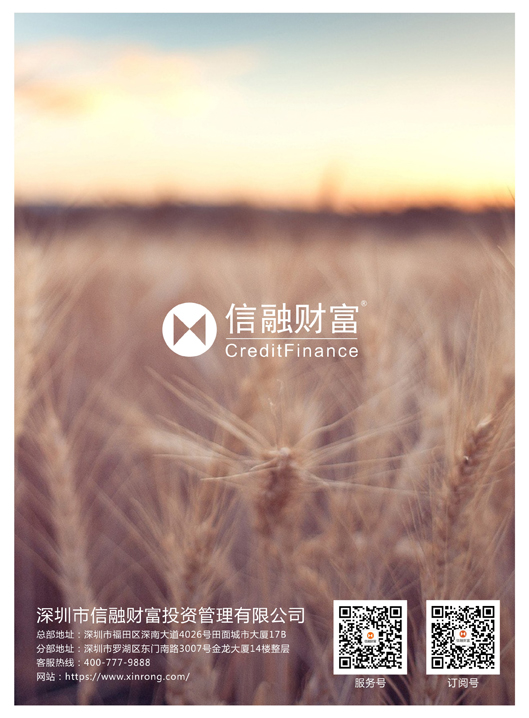 信融财富®
CreditFinance
深圳市信融财富投资管理有限公司
总部地址：深圳市福田区深南大道4026号田面城市大厦17B
分部地址：深圳市罗湖区东门南路3007号金龙大厦14楼整层
客服热线：400-777-9888
网站：https://www.xinrong.com/
服务号
订阅号